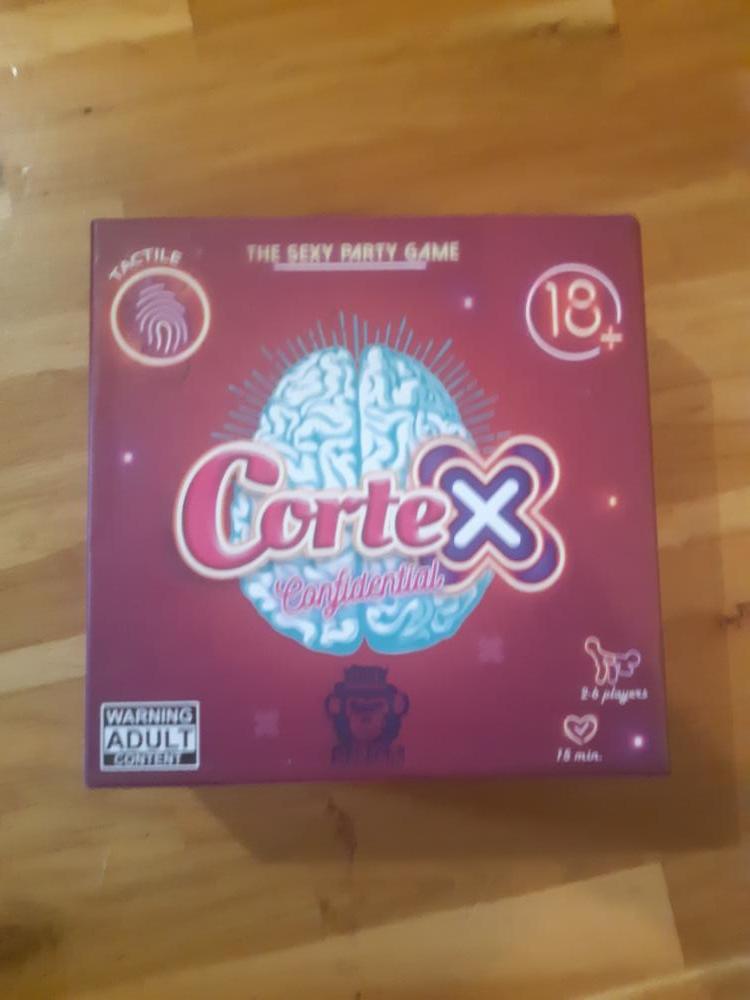 TACTILE
THE SEXY PARTY GAME
18+
CorteX
Confidential
WARNING
ADULT
CONTENT
2-6 players
15 min.